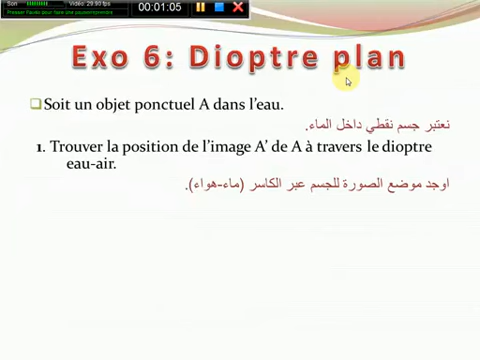 Son
Vidéo: 29.93 fps
00:01:05
Exo 6: Dioptre plan
Soit un objet ponctuel A dans l'eau.
نعتبر جسم نقطي داخل الماء.
1. Trouver la position de l'image A' de A à travers le dioptre
eau-air.
اوجد موضع الصورة للجسم عبر الكاسر (ماء-هواء).